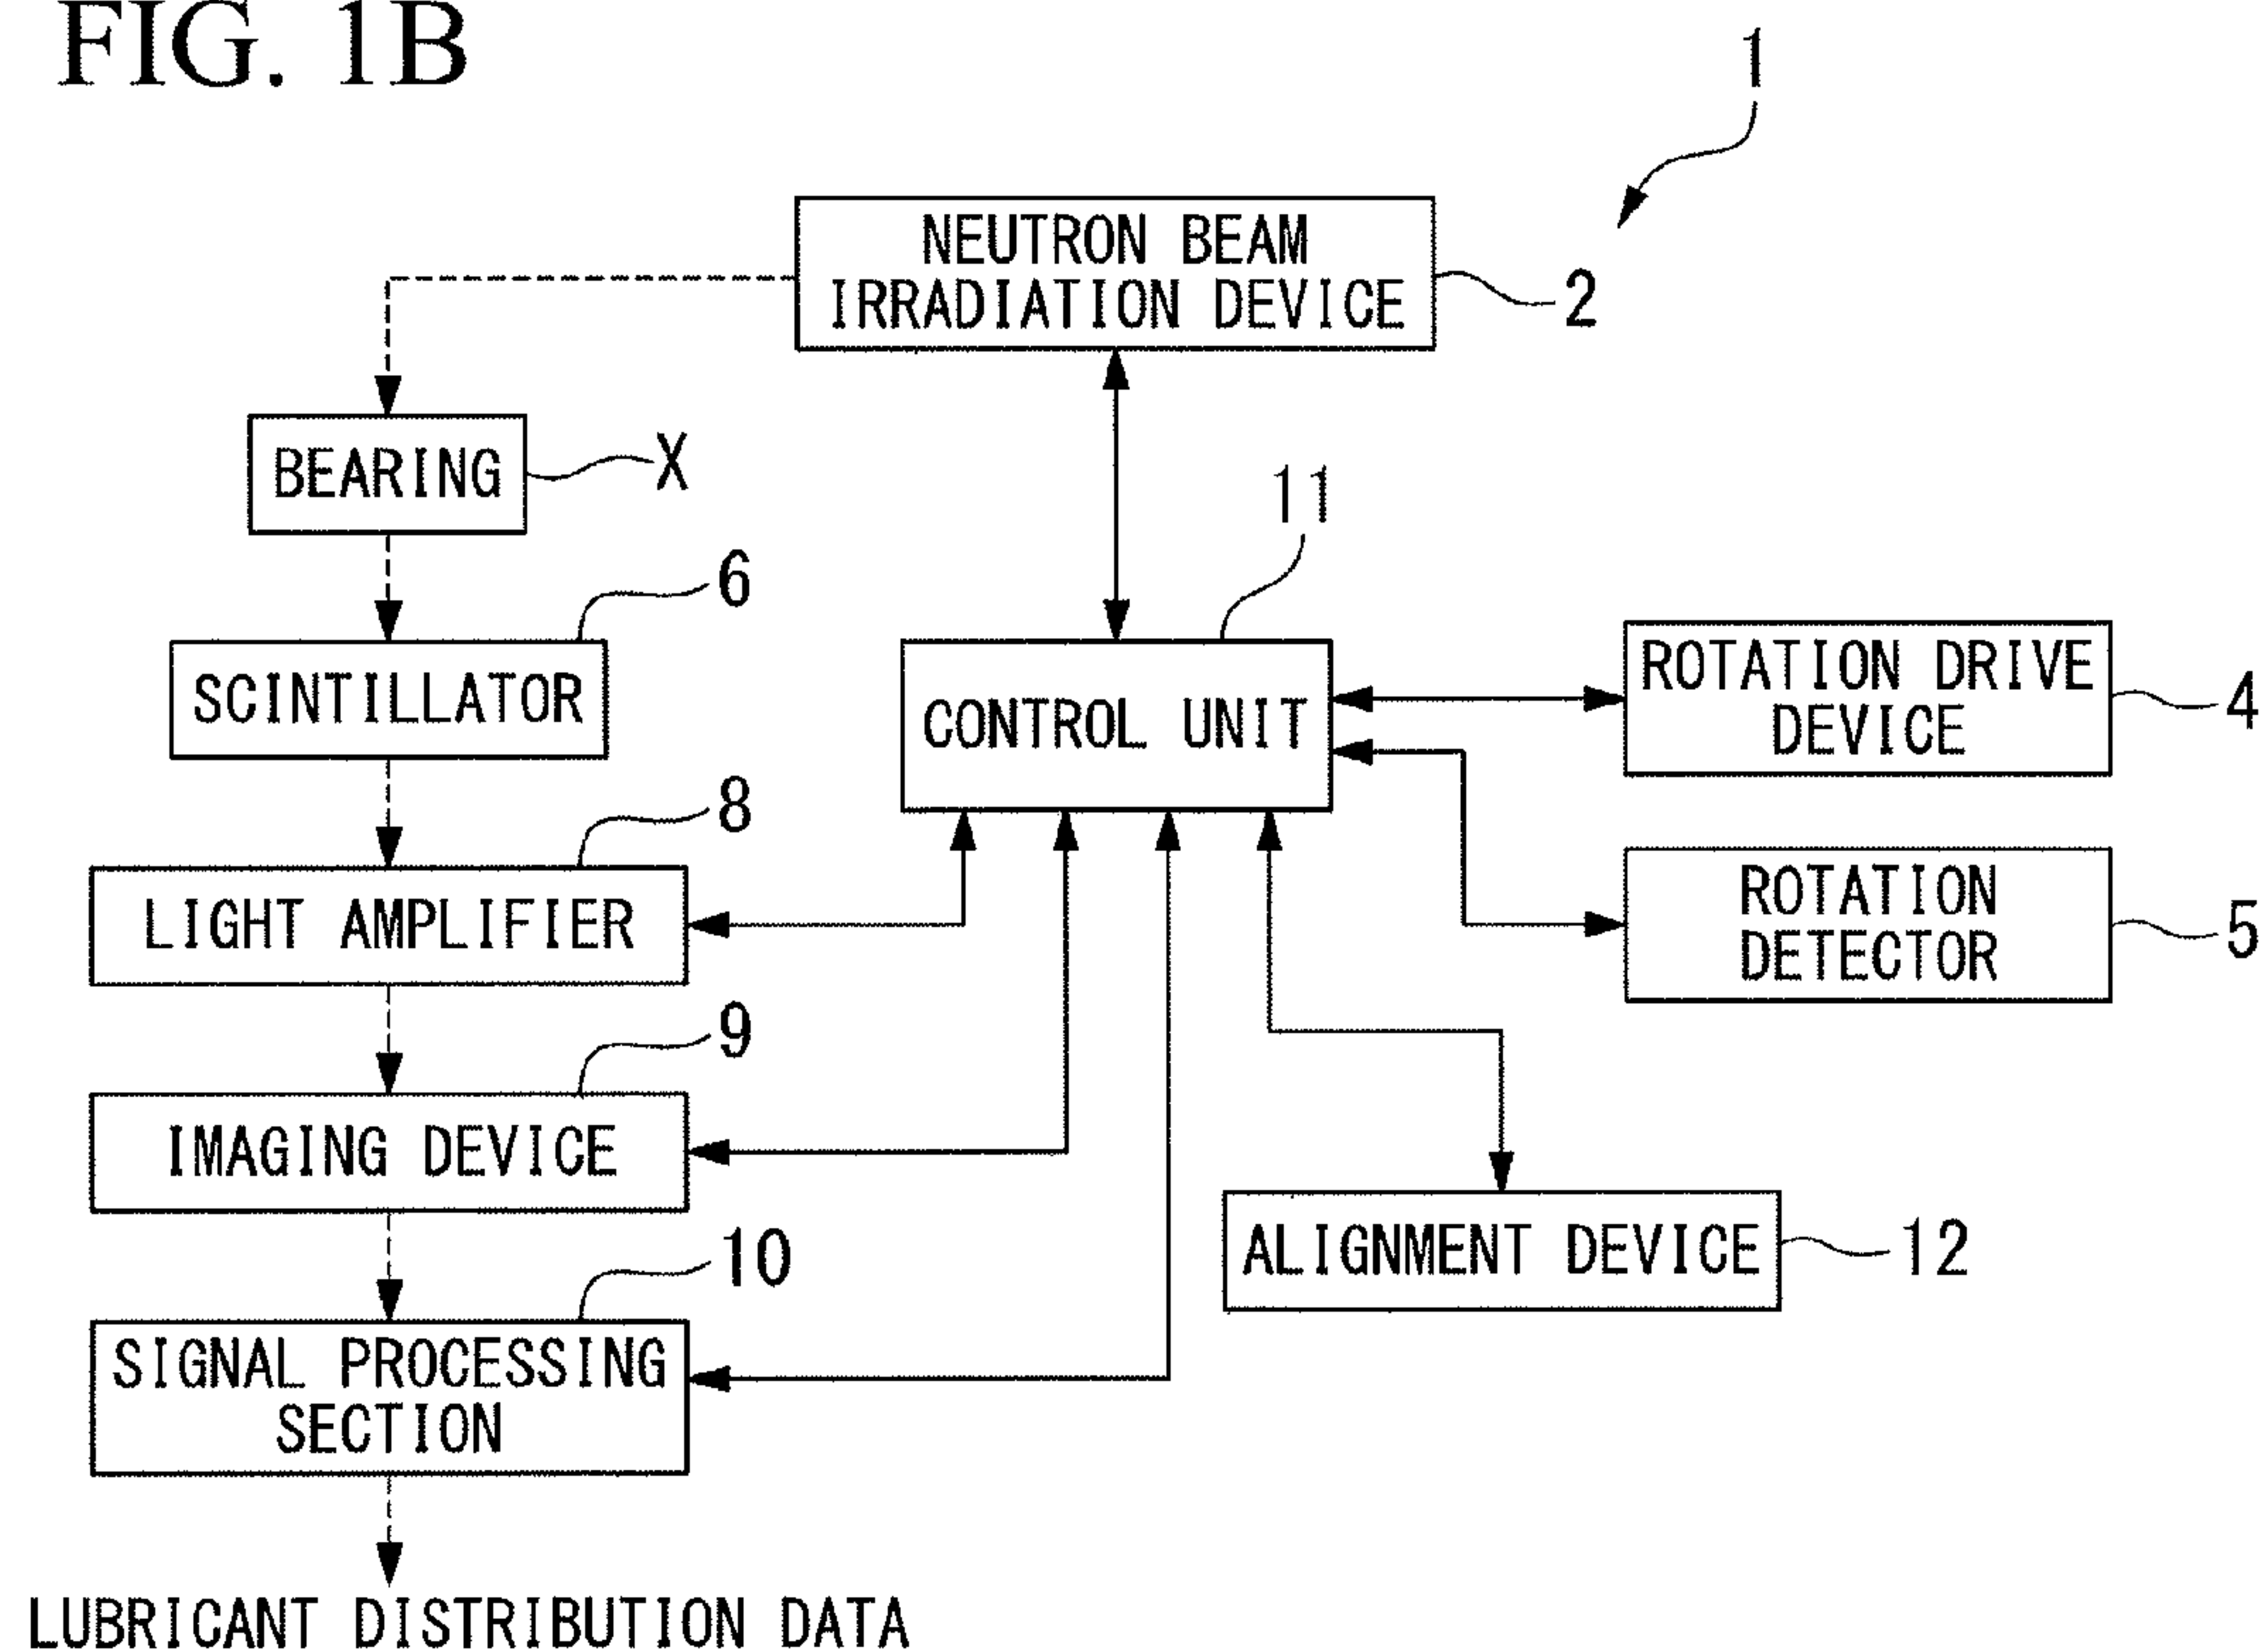 FIG. 1B
1
NEUTRON BEAM
IRRADIATION DEVICE
2
BEARING
X
11
6
SCINTILLATOR
CONTROL UNIT
ROTATION DRIVE
DEVICE
4
8
LIGHT AMPLIFIER
ROTATION
DETECTOR
5
9
IMAGING DEVICE
ALIGNMENT DEVICE
12
10
SIGNAL PROCESSING
SECTION
LUBRICANT DISTRIBUTION DATA